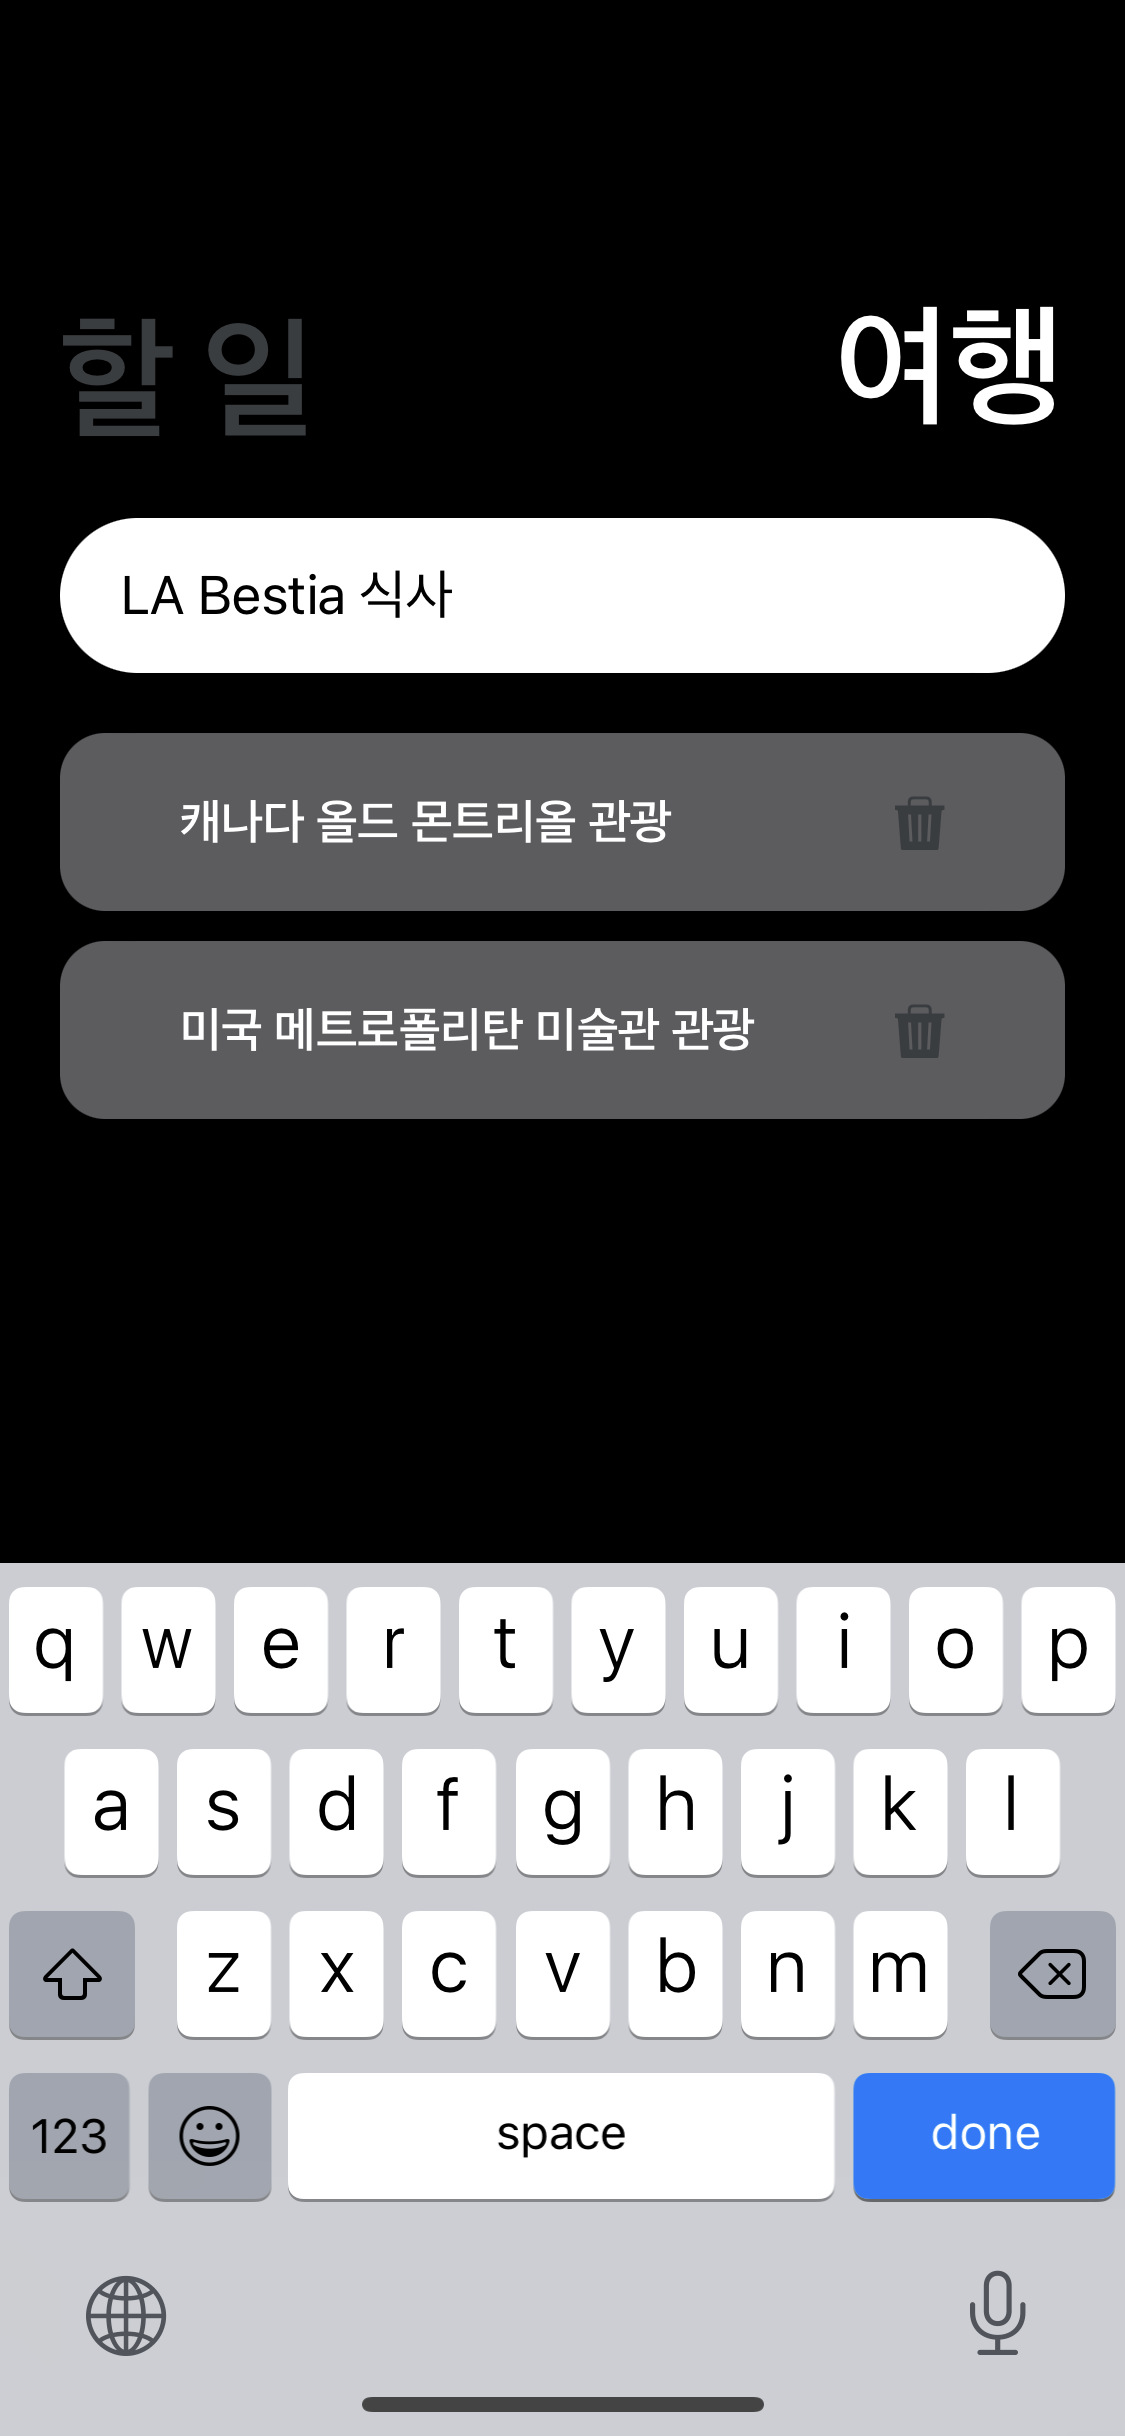 할 일 여행
LA Bestia 식사
캐나다 올드 몬트리올 관광
미국 메트로폴리탄 미술관 관광
q w e r t y u i o p
a s d f g h j k l
z x c v b n m
123 space done